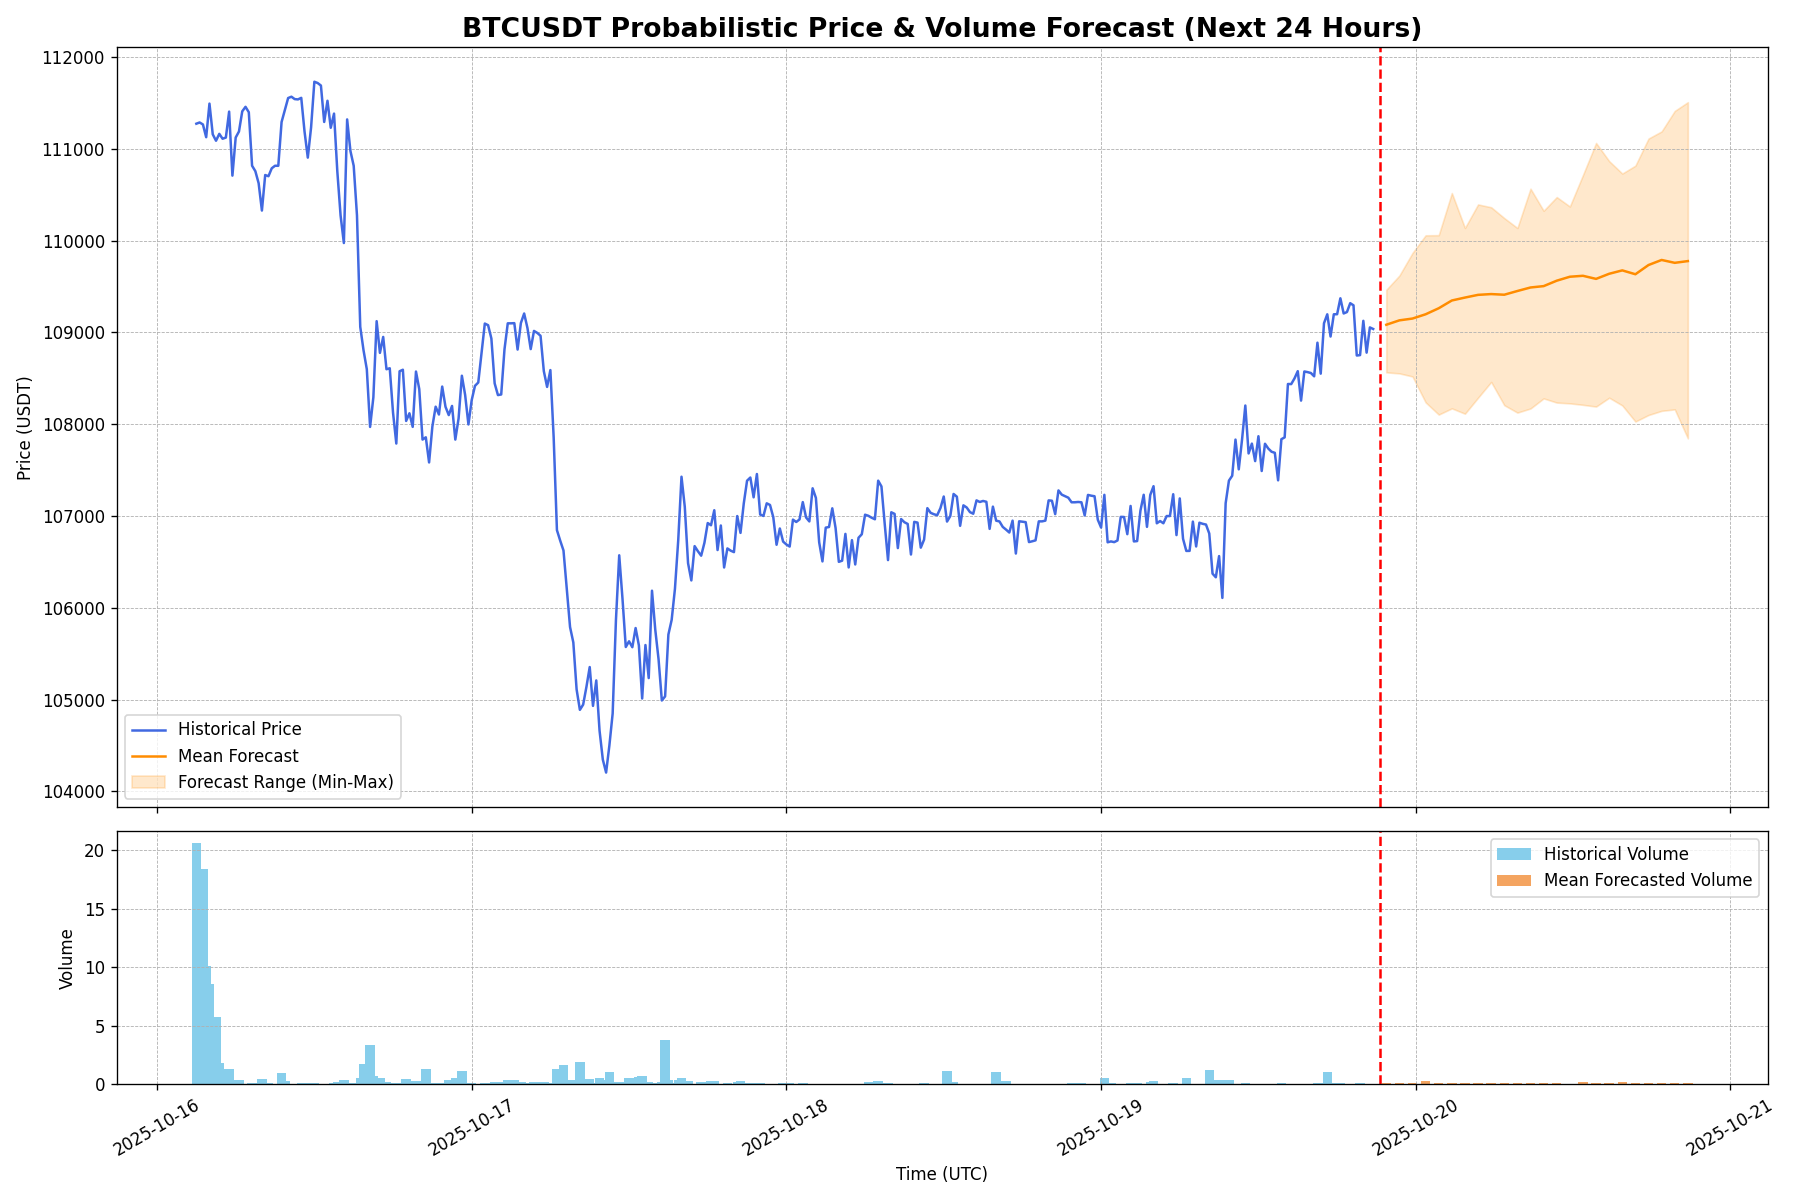 BTCUSDT Probabilistic Price & Volume Forecast (Next 24 Hours)
112000
111000
110000
109000
108000
107000
106000
105000
104000
Price (USDT)
Historical Price
Mean Forecast
Forecast Range (Min-Max)
20
15
10
5
0
Volume
Historical Volume
Mean Forecasted Volume
2025-10-16
2025-10-17
2025-10-18
2025-10-19
2025-10-20
2025-10-21
Time (UTC)